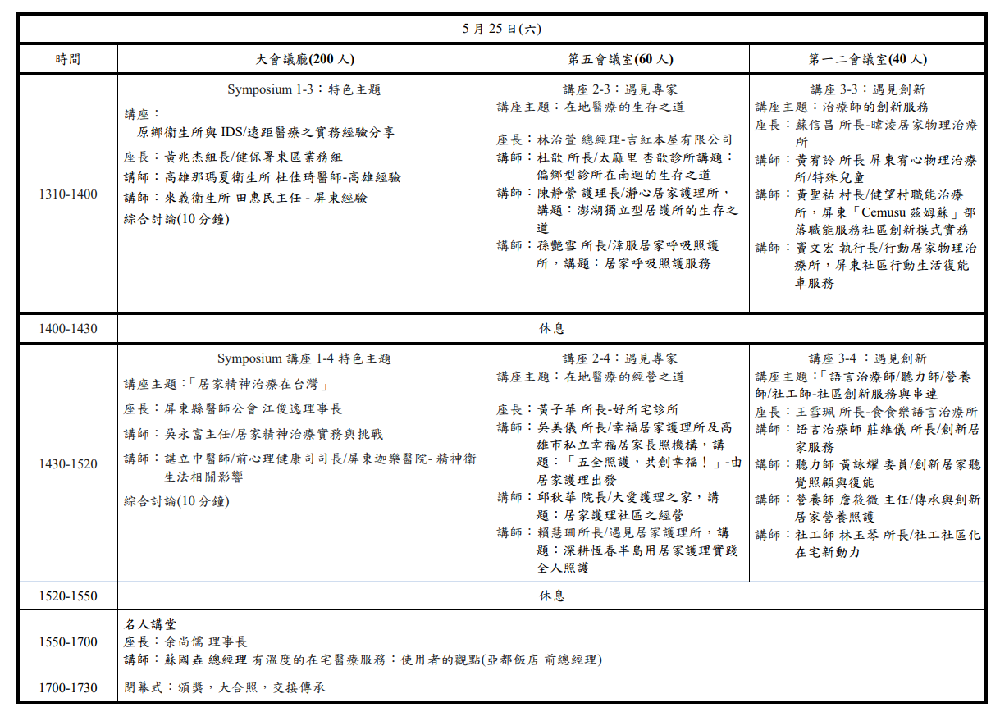 5 月 25 日(六)
時間
大會議廳(200 人)
第五會議室(60 人)
第一二會議室(40 人)
1310-1400
Symposium 1-3：特色主題
講座：
原鄉衛生所與 IDS/遠距醫療之實務經驗分享
座長：黃兆杰組長/健保署東區業務組
講師：高雄那瑪夏衛生所 杜佳琦醫師-高雄經驗
講師：來義衛生所 田惠民主任 - 屏東經驗
綜合討論(10 分鐘)
講座 2-3：遇見專家
講座主題：在地醫療的生存之道
座長：林治萱 總經理-吉紅本屋有限公司
講師：杜歆 所長/太麻里 杏歆診所講題：
偏鄉型診所在南迴的生存之道
講師：陳靜縈 護理長/瀞心居家護理所，
講題：澎湖獨立型居護所的生存之
道
講師：孫艷雪 所長/淳服居家呼吸照護
所，講題：居家呼吸照護服務
講座 3-3：遇見創新
講座主題：治療師的創新服務
座長：蘇信昌 所長-暐淩居家物理治療
所
講師：黃宥詅 所長 屏東宥心物理治療
所/特殊兒童
講師：黃聖祐 村長/健望村職能治療
所，屏東「Cemusu 茲姆蘇」部
落職能服務社區創新模式實務
講師：竇文宏 執行長/行動居家物理治
療所，屏東社區行動生活復能
車服務
1400-1430
休息
1430-1520
Symposium 講座 1-4 特色主題
講座主題：「居家精神治療在台灣」
座長：屏東縣醫師公會 江俊逸理事長
講師：吳永富主任/居家精神治療實務與挑戰
講師：諶立中醫師/前心理健康司司長/屏東迦樂醫院- 精神衛
生法相關影響
綜合討論(10 分鐘)
講座 2-4：遇見專家
講座主題：在地醫療的經營之道
座長：黃子華 所長-好所宅診所
講師：吳美儀 所長/幸福居家護理所及高
雄市私立幸福居家長照機構，講
題：「五全照護，共創幸福！」-由
居家護理出發
講師：邱秋華 院長/大愛護理之家，講
題：居家護理社區之經營
講師：賴慧珊所長/遇見居家護理所，講
題：深耕恆春半島用居家護理實踐
全人照護
講座 3-4 ：遇見創新
講座主題：「語言治療師/聽力師/營養
師/社工師-社區創新服務與串連
座長：王雪珮 所長-食食樂語言治療所
講師：語言治療師 莊維儀 所長/創新居
家服務
講師：聽力師 黃詠耀 委員/創新居家聽
覺照顧與復能
講師：營養師 詹筱微 主任/傳承與創新
居家營養照護
講師：社工師 林玉琴 所長/社工社區化
在宅新動力
1520-1550
休息
1550-1700
名人講堂
座長：余尚儒 理事長
講師：蘇國垚 總經理 有溫度的在宅醫療服務：使用者的觀點(亞都飯店 前總經理)
1700-1730
閉幕式：頒獎，大合照，交接傳承